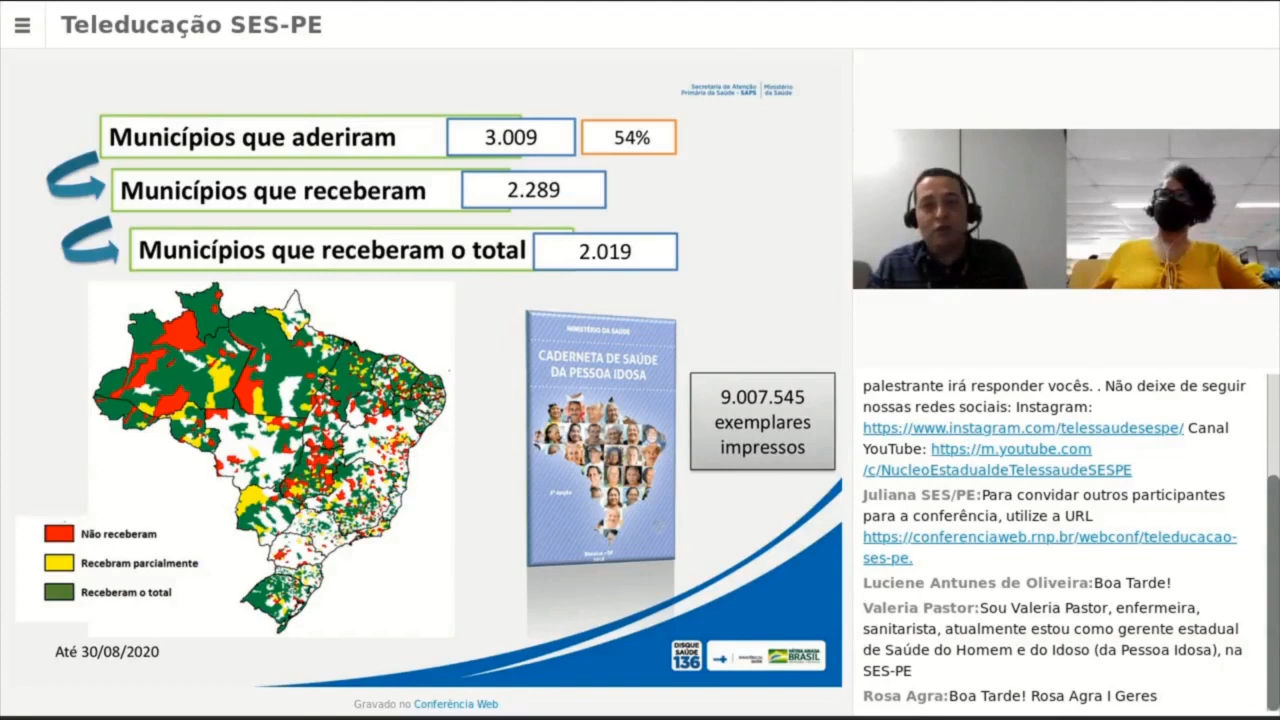 Teleducação SES-PE
Secretaria de Atenção
Primária da Saúde - SAPS
Ministério
da Saúde
Municípios que aderiram
3.009
54%
Municípios que receberam
2.289
Municípios que receberam o total
2.019
MINISTÉRIO DA SAÚDE
CADERNETA DE SAÚDE
DA PESSOA IDOSA
9.007.545
exemplares
impressos
Não receberam
Recebram parcialmente
Receberam o total
Até 30/08/2020
DISQUE
SAÚDE
136
PÁTRIA AMADA
BRASIL
Gravado no Conferência Web
palestrante irá responder vocês. . Não deixe de seguir
nossas redes sociais: Instagram:
https://www.instagram.com/telessaudesespe/ Canal
YouTube: https://m.youtube.com
/c/NucleoEstadualdeTelessaudeSESPE
Juliana SES/PE:Para convidar outros participantes
para a conferência, utilize a URL
https://conferenciaweb.rnp.br/webconf/teleducacao-
ses-pe.
Luciene Antunes de Oliveira:Boa Tarde!
Valeria Pastor:Sou Valeria Pastor, enfermeira,
sanitarista, atualmente estou como gerente estadual
de Saúde do Homem e do Idoso (da Pessoa Idosa), na
SES-PE
Rosa Agra:Boa Tarde! Rosa Agra I Geres